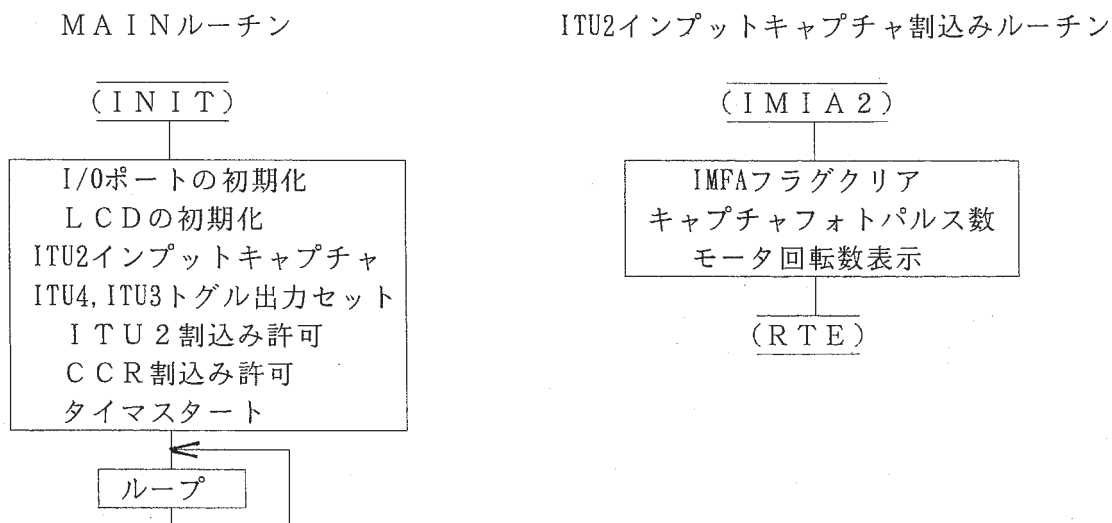 ＭＡＩＮルーチン
(ＩＮＩＴ)
I/Oポートの初期化
ＬＣＤの初期化
ITU2インプットキャプチャ
ITU4,ITU3トグル出力セット
ＩＴＵ２割込み許可
ＣＣＲ割込み許可
タイマスタート
ループ
ITU2インプットキャプチャ割込みルーチン
(ＩＭＩＡ２)
IMFAフラグクリア
キャプチャフォトパルス数
モータ回転数表示
(ＲＴＥ)